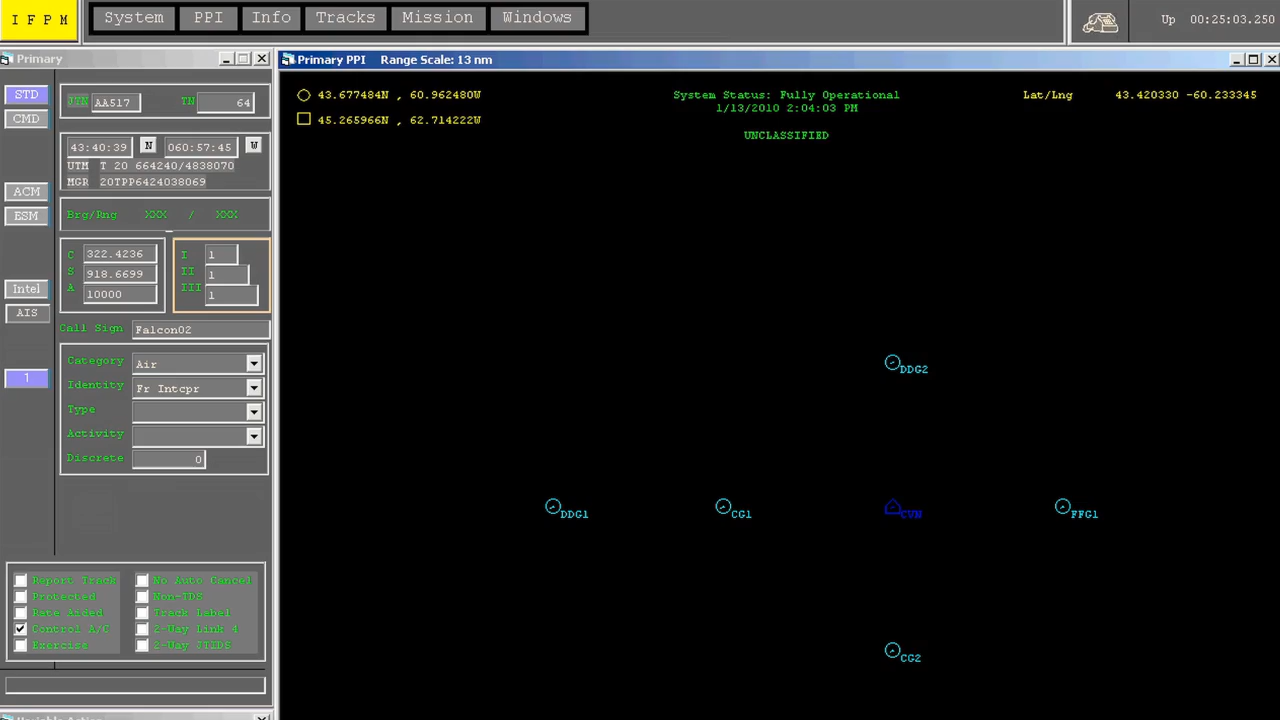 I F P M
System PPI Info Tracks Mission Windows
Up 00:25:03.250
Primary
STD
CMD
ACM
ESM
Intel
AIS
1
JTN AA517 TN 64
43:40:39 N 060:57:45 W
UTM T 20 664240/4838070
MGR 20TPP6424038069
Brg/Rng XXX / XXX
C 322.4236
S 918.6699
A 10000
I 1
II 1
III 1
Call Sign Falcon02
Category Air
Identity Fr Intcpr
Type
Activity
Discrete 0
Report Track
Protected
Rate Aided
Control A/C
Exercise
No Auto Cancel
Non-TDS
Track Label
2-Way Link 4
2-Way JTIDS
Variable Action
Primary PPI Range Scale: 13 nm
43.677484N , 60.962480W
45.265966N , 62.714222W
System Status: Fully Operational
1/13/2010 2:04:03 PM
UNCLASSIFIED
Lat/Lng 43.420330 -60.233345
DDG2
DDG1
CG1
CVN
FFG1
CG2